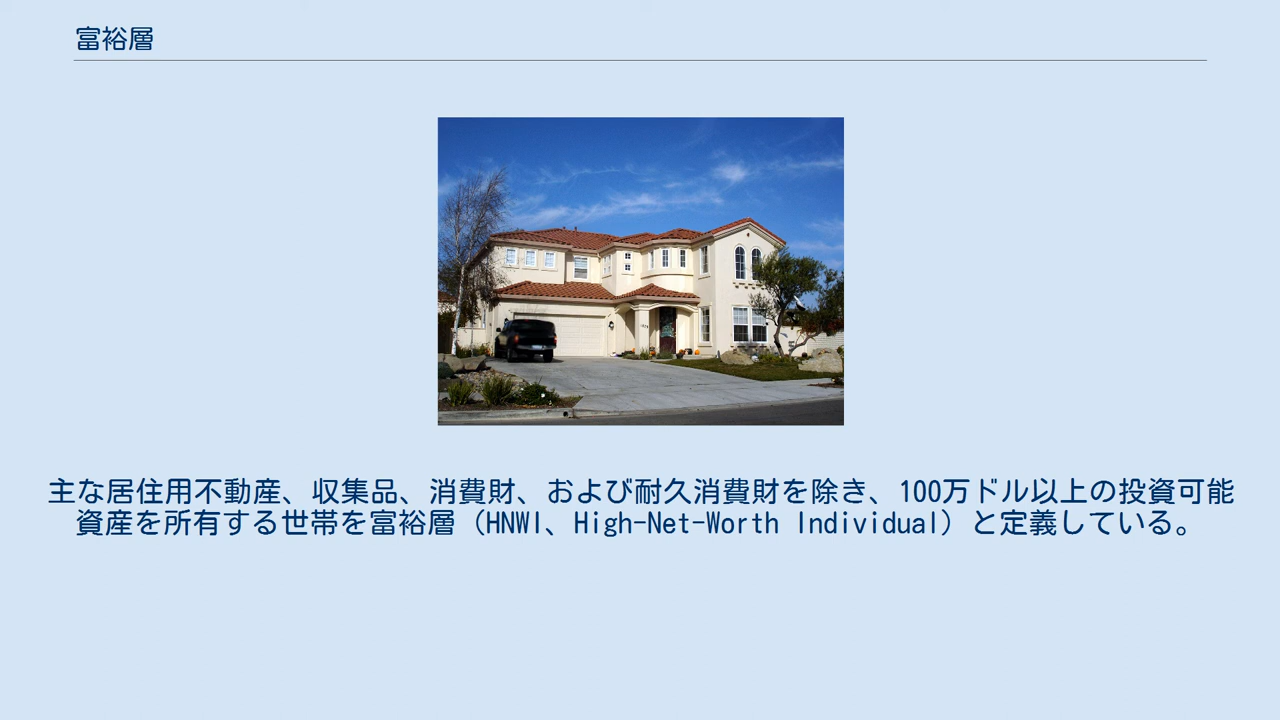 富裕層
主な居住用不動産、収集品、消費財、および耐久消費財を除き、100万ドル以上の投資可能
資産を所有する世帯を富裕層（HNWI、High-Net-Worth Individual）と定義している。